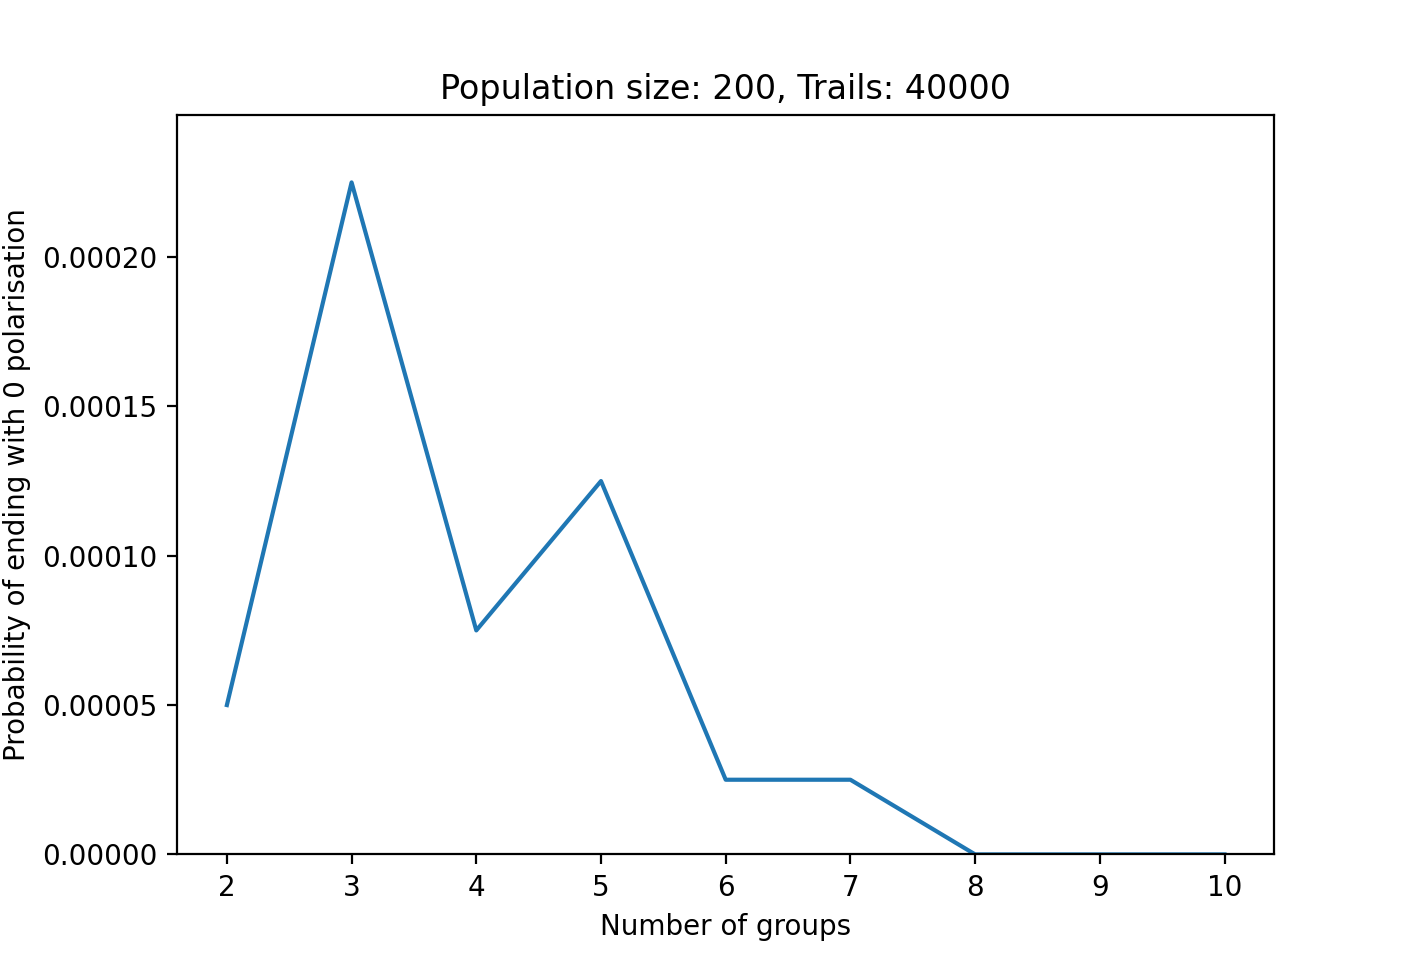 Population size: 200, Trails: 40000
Probability of ending with 0 polarisation
0.00020
0.00015
0.00010
0.00005
0.00000
2 3 4 5 6 7 8 9 10
Number of groups